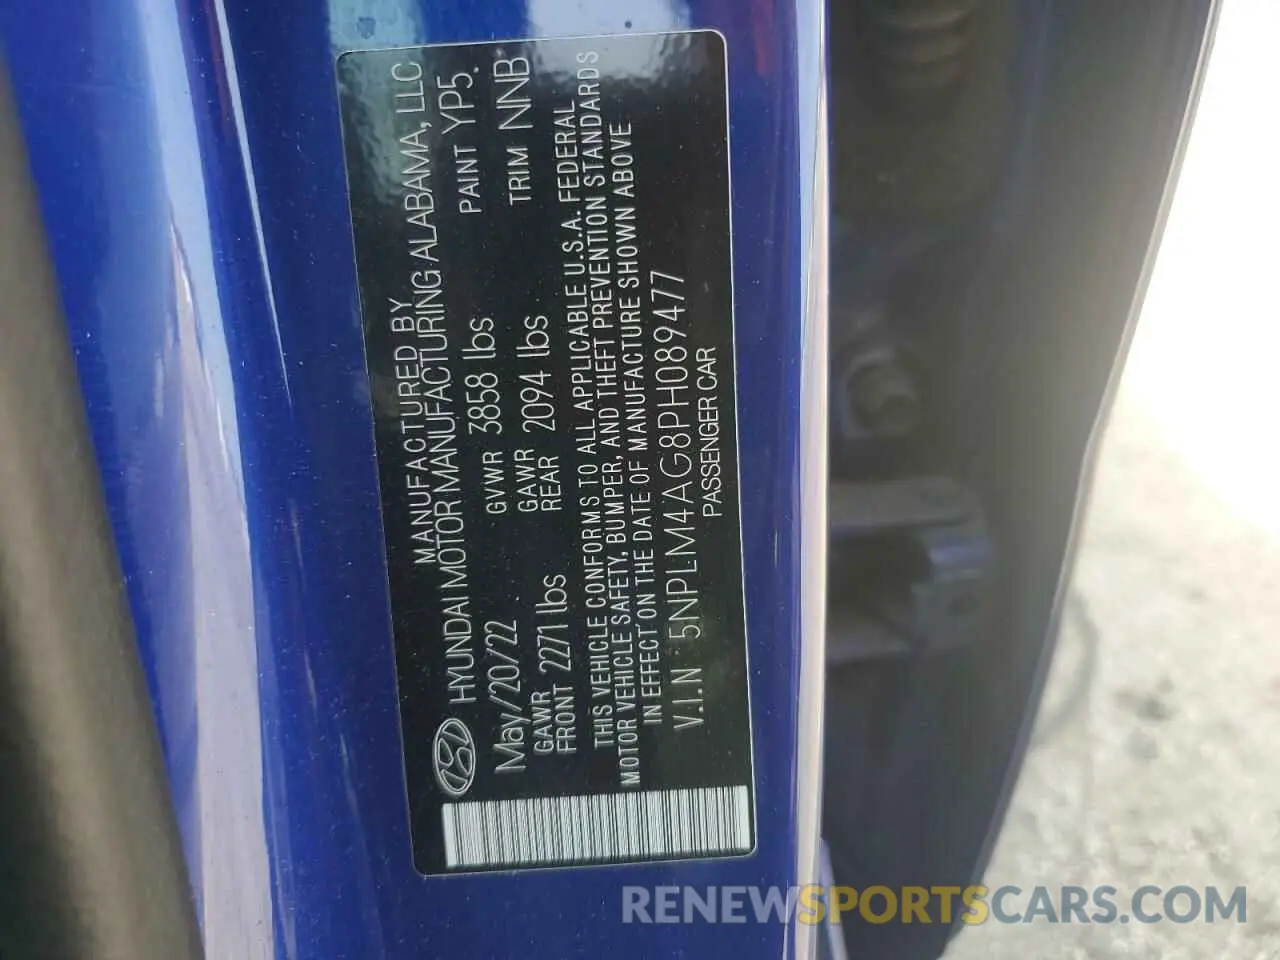 MANUFACTURED BY
HYUNDAI MOTOR MANUFACTURING ALABAMA, LLC
May/20/22 GVWR 3858 lbs PAINT YP5
GAWR FRONT 2271 lbs GAWR REAR 2094 lbs TRIM NNB
THIS VEHICLE CONFORMS TO ALL APPLICABLE U.S.A. FEDERAL
MOTOR VEHICLE SAFETY, BUMPER, AND THEFT PREVENTION STANDARDS
IN EFFECT ON THE DATE OF MANUFACTURE SHOWN ABOVE
V.I.N : 5NPLM4AG8PH089477
PASSENGER CAR
RENEWSPORTSCARS.COM